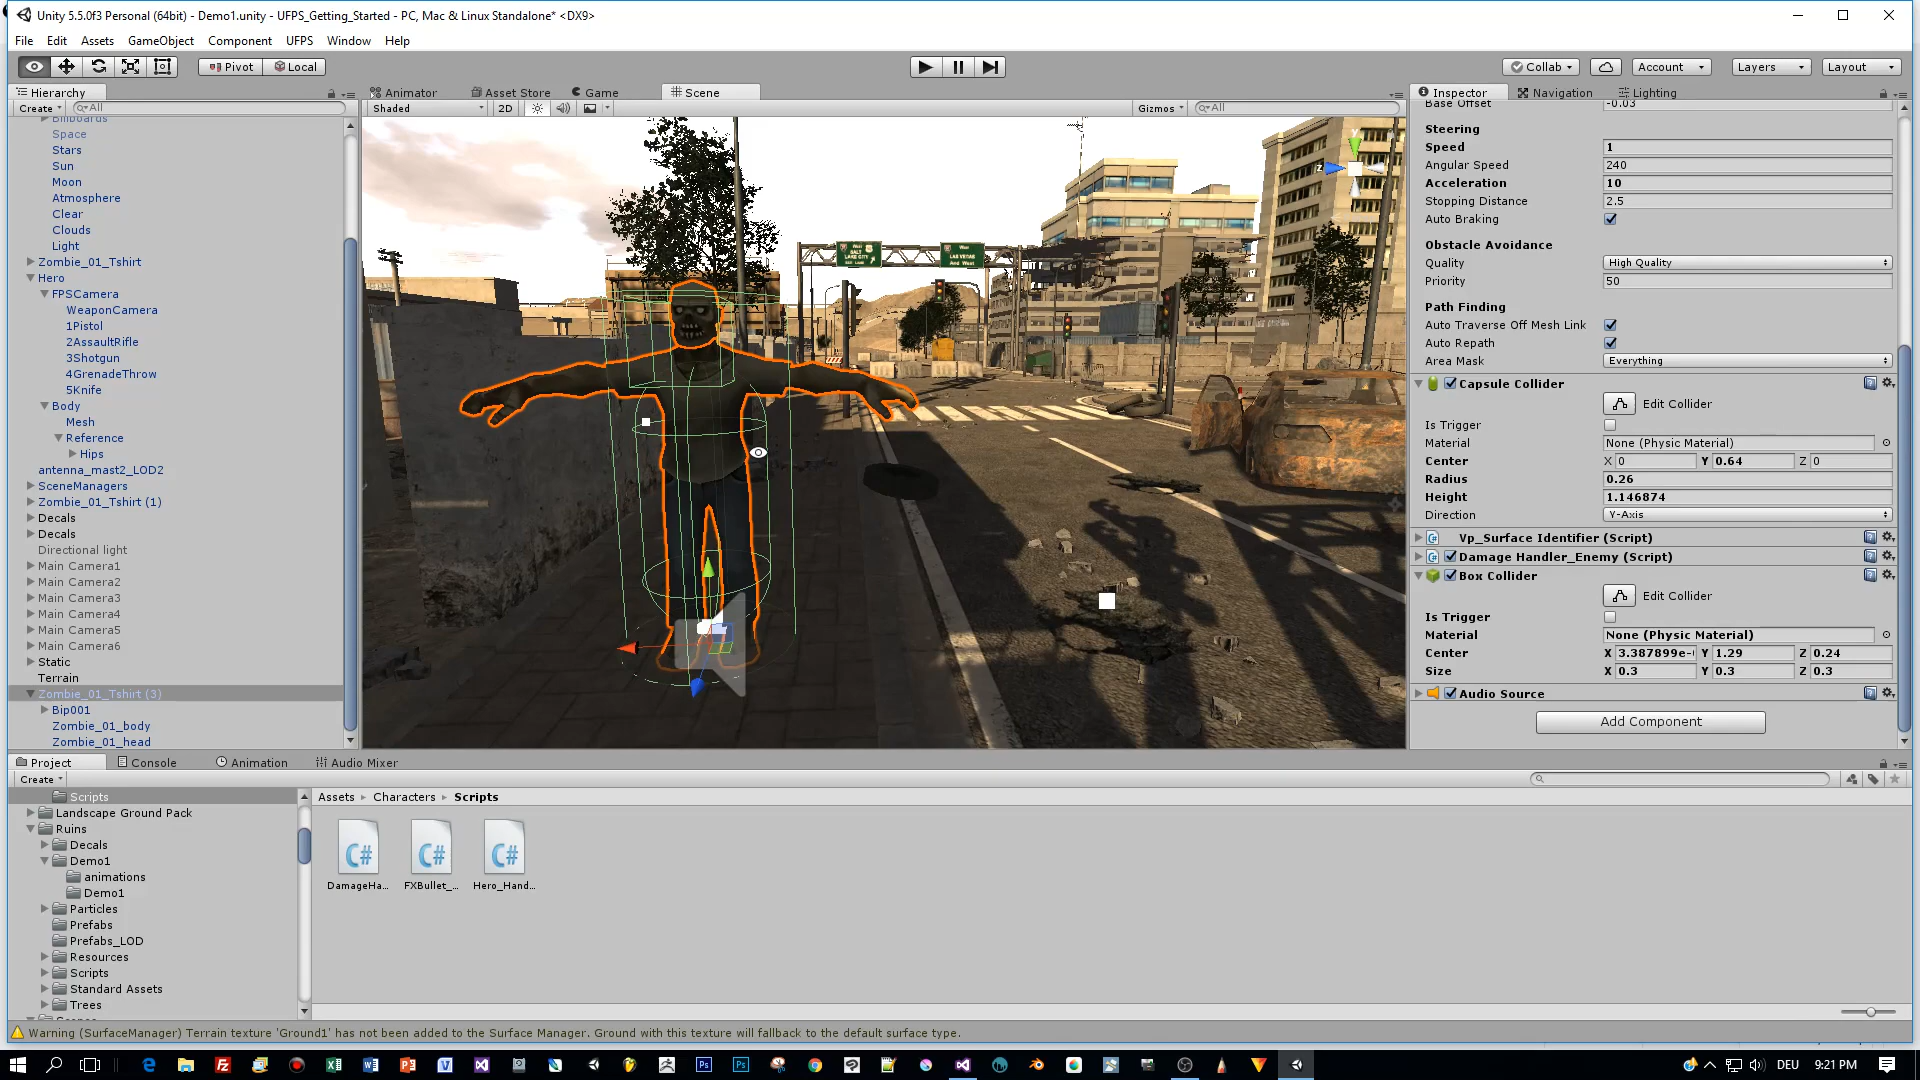 Unity 5.5.0f3 Personal (64bit) - Demo1.unity - UFPS_Getting_Started - PC, Mac & Linux Standalone* <DX9>
File Edit Assets GameObject Component UFPS Window Help
Pivot Local Collab Account Layers Layout
Hierarchy
Create All
Billboards
Space
Stars
Sun
Moon
Atmosphere
Clear
Clouds
Light
Zombie_01_Tshirt
Hero
FPSCamera
WeaponCamera
1Pistol
2AssaultRifle
3Shotgun
4GrenadeThrow
5Knife
Body
Mesh
Reference
Hips
antenna_mast2_LOD2
SceneManagers
Zombie_01_Tshirt (1)
Decals
Decals
Directional light
Main Camera1
Main Camera2
Main Camera3
Main Camera4
Main Camera5
Main Camera6
Static
Terrain
Zombie_01_Tshirt (3)
Bip001
Zombie_01_body
Zombie_01_head
Animator Asset Store Game Scene
Shaded 2D Gizmos All
y
z
SALT LAKE CITY
LAS VEGAS
Inspector Navigation Lighting
Base Offset -0.03
Steering
Speed 1
Angular Speed 240
Acceleration 10
Stopping Distance 2.5
Auto Braking
Obstacle Avoidance
Quality High Quality
Priority 50
Path Finding
Auto Traverse Off Mesh Link
Auto Repath
Area Mask Everything
Capsule Collider
Edit Collider
Is Trigger
Material None (Physic Material)
Center X 0 Y 0.64 Z 0
Radius 0.26
Height 1.146874
Direction Y-Axis
Vp_Surface Identifier (Script)
Damage Handler_Enemy (Script)
Box Collider
Edit Collider
Is Trigger
Material None (Physic Material)
Center X 3.387899e- Y 1.29 Z 0.24
Size X 0.3 Y 0.3 Z 0.3
Audio Source
Add Component
Project Console Animation Audio Mixer
Create
Scripts
Landscape Ground Pack
Ruins
Decals
Demo1
animations
Demo1
Particles
Prefabs
Prefabs_LOD
Resources
Scripts
Standard Assets
Trees
Assets Characters Scripts
C# C# C#
DamageHa... FXBullet_... Hero_Hand...
Warning (SurfaceManager) Terrain texture 'Ground1' has not been added to the Surface Manager. Ground with this texture will fallback to the default surface type.
DEU 9:21 PM